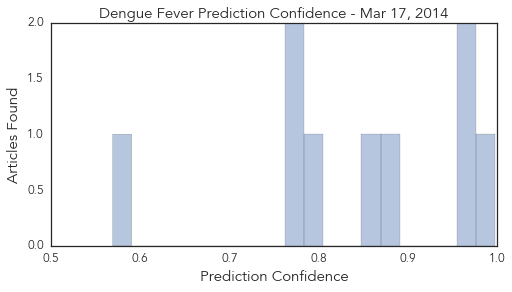 Dengue Fever Prediction Confidence - Mar 17, 2014
2.0
1.5
1.0
0.5
0.0
Articles Found
0.5 0.6 0.7 0.8 0.9 1.0
Prediction Confidence